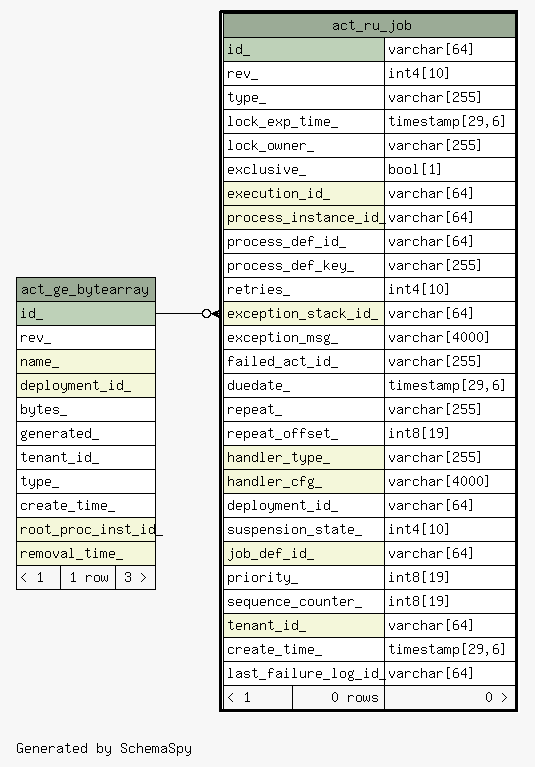 act_ru_job
id_ varchar[64]
rev_ int4[10]
type_ varchar[255]
lock_exp_time_ timestamp[29,6]
lock_owner_ varchar[255]
exclusive_ bool[1]
execution_id_ varchar[64]
process_instance_id_ varchar[64]
process_def_id_ varchar[64]
process_def_key_ varchar[255]
retries_ int4[10]
exception_stack_id_ varchar[64]
exception_msg_ varchar[4000]
failed_act_id_ varchar[255]
duedate_ timestamp[29,6]
repeat_ varchar[255]
repeat_offset_ int8[19]
handler_type_ varchar[255]
handler_cfg_ varchar[4000]
deployment_id_ varchar[64]
suspension_state_ int4[10]
job_def_id_ varchar[64]
priority_ int8[19]
sequence_counter_ int8[19]
tenant_id_ varchar[64]
create_time_ timestamp[29,6]
last_failure_log_id_ varchar[64]
< 1 0 rows 0 >
act_ge_bytearray
id_
rev_
name_
deployment_id_
bytes_
generated_
tenant_id_
type_
create_time_
root_proc_inst_id_
removal_time_
< 1 1 row 3 >
Generated by SchemaSpy